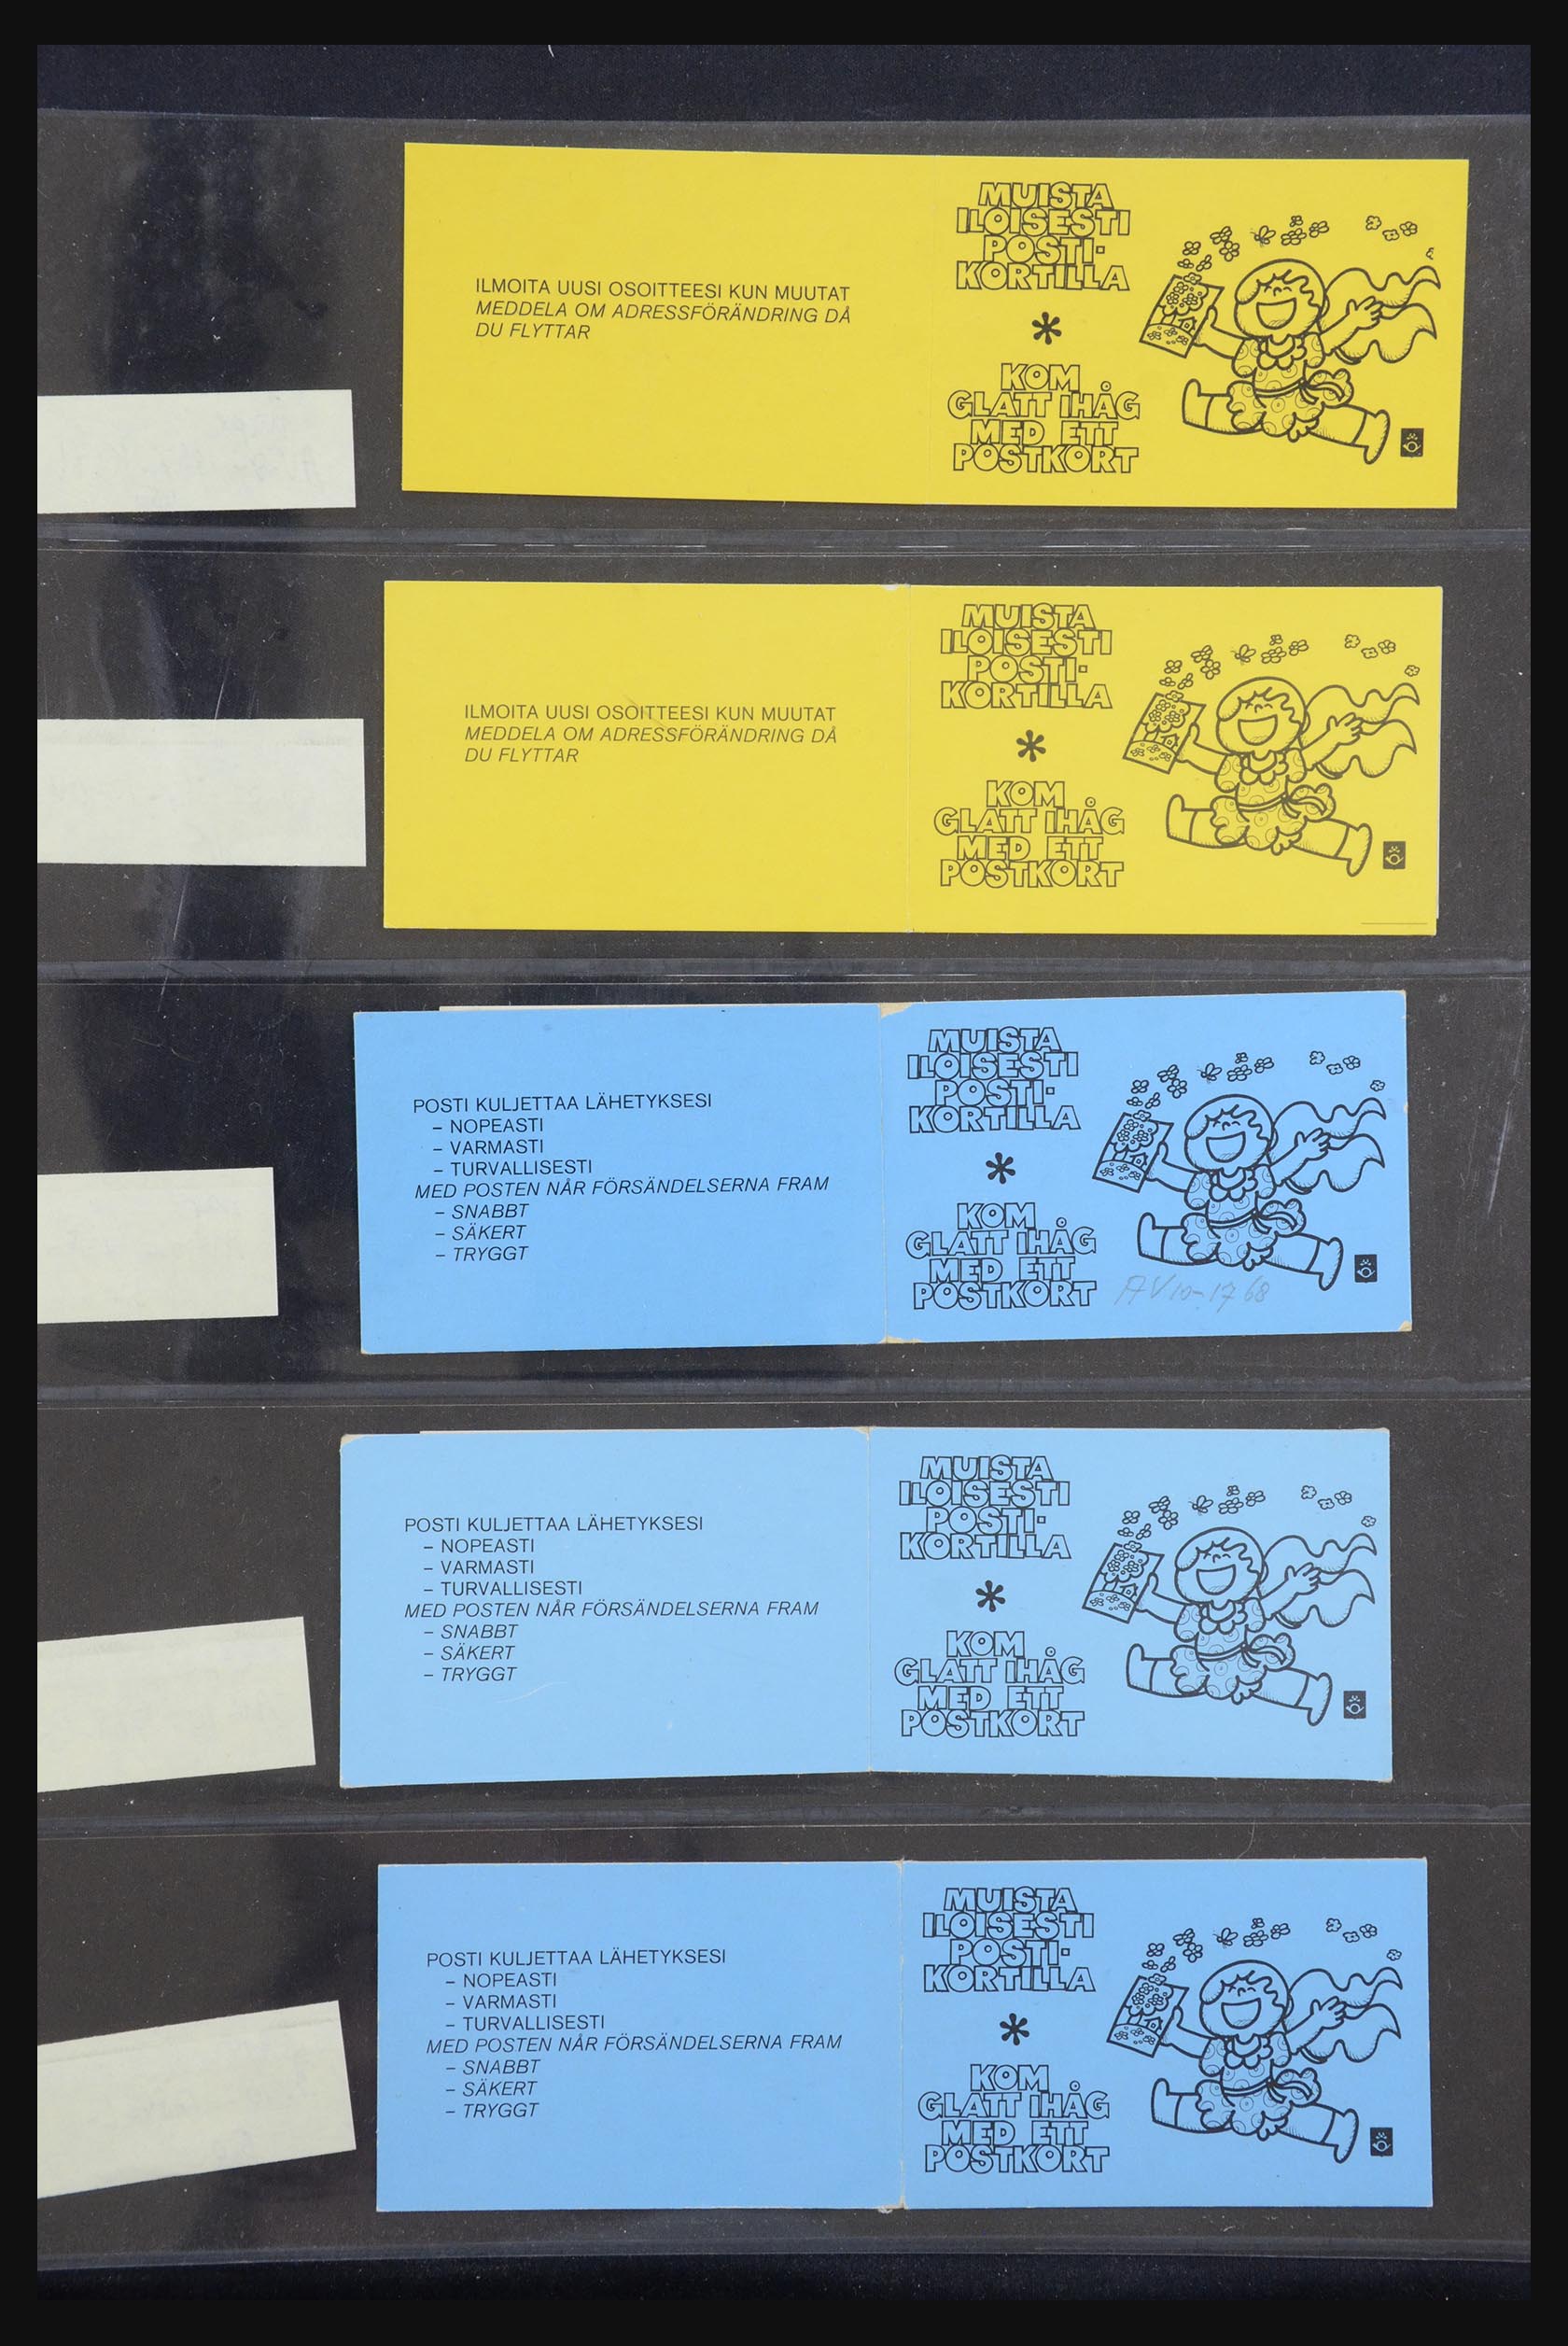 ILMOITA UUSI OSOITTEESI KUN MUUTAT
MEDDELA OM ADRESSFÖRÄNDRING DÅ
DU FLYTTAR
MUISTA
ILOISESTI
POSTI-
KORTILLA
*
KOM
GLATT IHÅG
MED ETT
POSTKORT
ILMOITA UUSI OSOITTEESI KUN MUUTAT
MEDDELA OM ADRESSFÖRÄNDRING DÅ
DU FLYTTAR
MUISTA
ILOISESTI
POSTI-
KORTILLA
*
KOM
GLATT IHÅG
MED ETT
POSTKORT
POSTI KULJETTAA LÄHETYKSESI
– NOPEASTI
– VARMASTI
– TURVALLISESTI
MED POSTEN NÅR FÖRSÄNDELSERNA FRAM
– SNABBT
– SÄKERT
– TRYGGT
MUISTA
ILOISESTI
POSTI-
KORTILLA
*
KOM
GLATT IHÅG
MED ETT
POSTKORT
AV 10-17 68
POSTI KULJETTAA LÄHETYKSESI
– NOPEASTI
– VARMASTI
– TURVALLISESTI
MED POSTEN NÅR FÖRSÄNDELSERNA FRAM
– SNABBT
– SÄKERT
– TRYGGT
MUISTA
ILOISESTI
POSTI-
KORTILLA
*
KOM
GLATT IHÅG
MED ETT
POSTKORT
POSTI KULJETTAA LÄHETYKSESI
– NOPEASTI
– VARMASTI
– TURVALLISESTI
MED POSTEN NÅR FÖRSÄNDELSERNA FRAM
– SNABBT
– SÄKERT
– TRYGGT
MUISTA
ILOISESTI
POSTI-
KORTILLA
*
KOM
GLATT IHÅG
MED ETT
POSTKORT